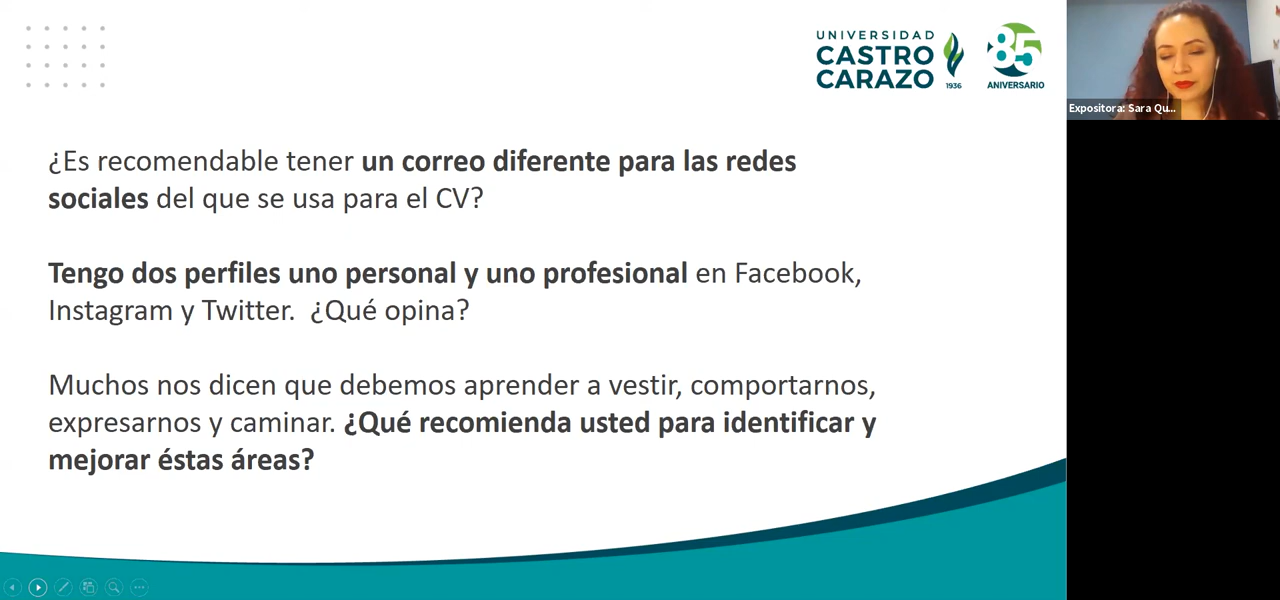 UNIVERSIDAD
CASTRO
CARAZO
1936
85
ANIVERSARIO
Expositora: Sara Qu...
¿Es recomendable tener un correo diferente para las redes
sociales del que se usa para el CV?
Tengo dos perfiles uno personal y uno profesional en Facebook,
Instagram y Twitter.  ¿Qué opina?
Muchos nos dicen que debemos aprender a vestir, comportarnos,
expresarnos y caminar. ¿Qué recomienda usted para identificar y
mejorar éstas áreas?